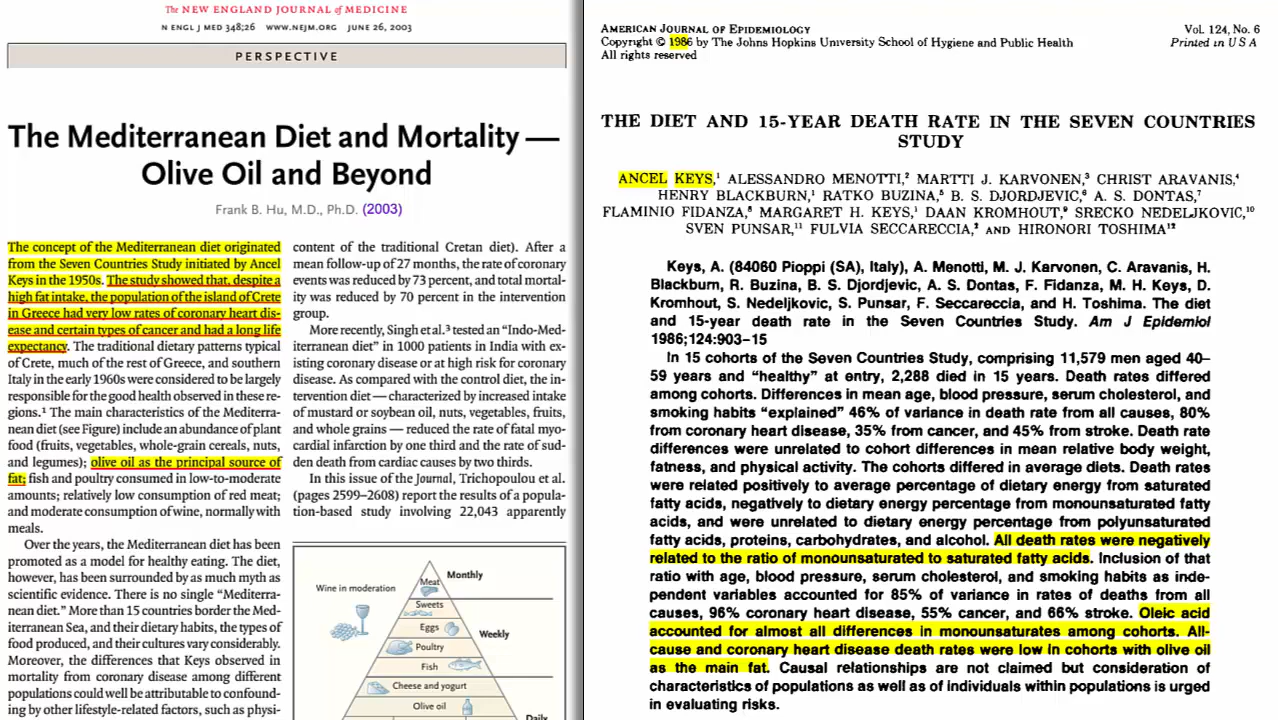 The NEW ENGLAND JOURNAL of MEDICINE
N ENGL J MED 348;26 WWW.NEJM.ORG JUNE 26, 2003
PERSPECTIVE
The Mediterranean Diet and Mortality —
Olive Oil and Beyond
Frank B. Hu, M.D., Ph.D. (2003)
The concept of the Mediterranean diet originated
from the Seven Countries Study initiated by Ancel
Keys in the 1950s. The study showed that, despite a
high fat intake, the population of the island of Crete
in Greece had very low rates of coronary heart dis-
ease and certain types of cancer and had a long life
expectancy. The traditional dietary patterns typical
of Crete, much of the rest of Greece, and southern
Italy in the early 1960s were considered to be largely
responsible for the good health observed in these re-
gions.¹ The main characteristics of the Mediterra-
nean diet (see Figure) include an abundance of plant
food (fruits, vegetables, whole-grain cereals, nuts,
and legumes); olive oil as the principal source of
fat; fish and poultry consumed in low-to-moderate
amounts; relatively low consumption of red meat;
and moderate consumption of wine, normally with
meals.
Over the years, the Mediterranean diet has been
promoted as a model for healthy eating. The diet,
however, has been surrounded by as much myth as
scientific evidence. There is no single “Mediterra-
nean diet.” More than 15 countries border the Med-
iterranean Sea, and their dietary habits, the types of
food produced, and their cultures vary considerably.
Moreover, the differences that Keys observed in
mortality from coronary disease among different
populations could well be attributable to confound-
ing by other lifestyle-related factors, such as physi-
content of the traditional Cretan diet). After a
mean follow-up of 27 months, the rate of coronary
events was reduced by 73 percent, and total mortal-
ity was reduced by 70 percent in the intervention
group.
More recently, Singh et al.³ tested an “Indo-Med-
iterranean diet” in 1000 patients in India with ex-
isting coronary disease or at high risk for coronary
disease. As compared with the control diet, the in-
tervention diet — characterized by increased intake
of mustard or soybean oil, nuts, vegetables, fruits,
and whole grains — reduced the rate of fatal myo-
cardial infarction by one third and the rate of sud-
den death from cardiac causes by two thirds.
In this issue of the Journal, Trichopoulou et al.
(pages 2599–2608) report the results of a popula-
tion-based study involving 22,043 apparently
Wine in moderation
Meat
Monthly
Sweets
Eggs
Weekly
Poultry
Fish
Cheese and yogurt
Olive oil
Daily
AMERICAN JOURNAL OF EPIDEMIOLOGY
Copyright © 1986 by The Johns Hopkins University School of Hygiene and Public Health
All rights reserved
Vol. 124, No. 6
Printed in U S A
THE DIET AND 15-YEAR DEATH RATE IN THE SEVEN COUNTRIES
STUDY
ANCEL KEYS,¹ ALESSANDRO MENOTTI,² MARTTI J. KARVONEN,³ CHRIST ARAVANIS,⁴
HENRY BLACKBURN,¹ RATKO BUZINA,⁵ B. S. DJORDJEVIC,⁶ A. S. DONTAS,⁷
FLAMINIO FIDANZA,⁸ MARGARET H. KEYS,¹ DAAN KROMHOUT,⁹ SRECKO NEDELJKOVIC,¹⁰
SVEN PUNSAR,¹¹ FULVIA SECCARECCIA,² AND HIRONORI TOSHIMA¹²
Keys, A. (84060 Pioppi (SA), Italy), A. Menotti, M. J. Karvonen, C. Aravanis, H.
Blackburn, R. Buzina, B. S. Djordjevic, A. S. Dontas, F. Fidanza, M. H. Keys, D.
Kromhout, S. Nedeljkovic, S. Punsar, F. Seccareccia, and H. Toshima. The diet
and 15-year death rate in the Seven Countries Study. Am J Epidemiol
1986;124:903–15
In 15 cohorts of the Seven Countries Study, comprising 11,579 men aged 40–
59 years and “healthy” at entry, 2,288 died in 15 years. Death rates differed
among cohorts. Differences in mean age, blood pressure, serum cholesterol, and
smoking habits “explained” 46% of variance in death rate from all causes, 80%
from coronary heart disease, 35% from cancer, and 45% from stroke. Death rate
differences were unrelated to cohort differences in mean relative body weight,
fatness, and physical activity. The cohorts differed in average diets. Death rates
were related positively to average percentage of dietary energy from saturated
fatty acids, negatively to dietary energy percentage from monounsaturated fatty
acids, and were unrelated to dietary energy percentage from polyunsaturated
fatty acids, proteins, carbohydrates, and alcohol. All death rates were negatively
related to the ratio of monounsaturated to saturated fatty acids. Inclusion of that
ratio with age, blood pressure, serum cholesterol, and smoking habits as inde-
pendent variables accounted for 85% of variance in rates of deaths from all
causes, 96% coronary heart disease, 55% cancer, and 66% stroke. Oleic acid
accounted for almost all differences in monounsaturates among cohorts. All-
cause and coronary heart disease death rates were low in cohorts with olive oil
as the main fat. Causal relationships are not claimed but consideration of
characteristics of populations as well as of individuals within populations is urged
in evaluating risks.